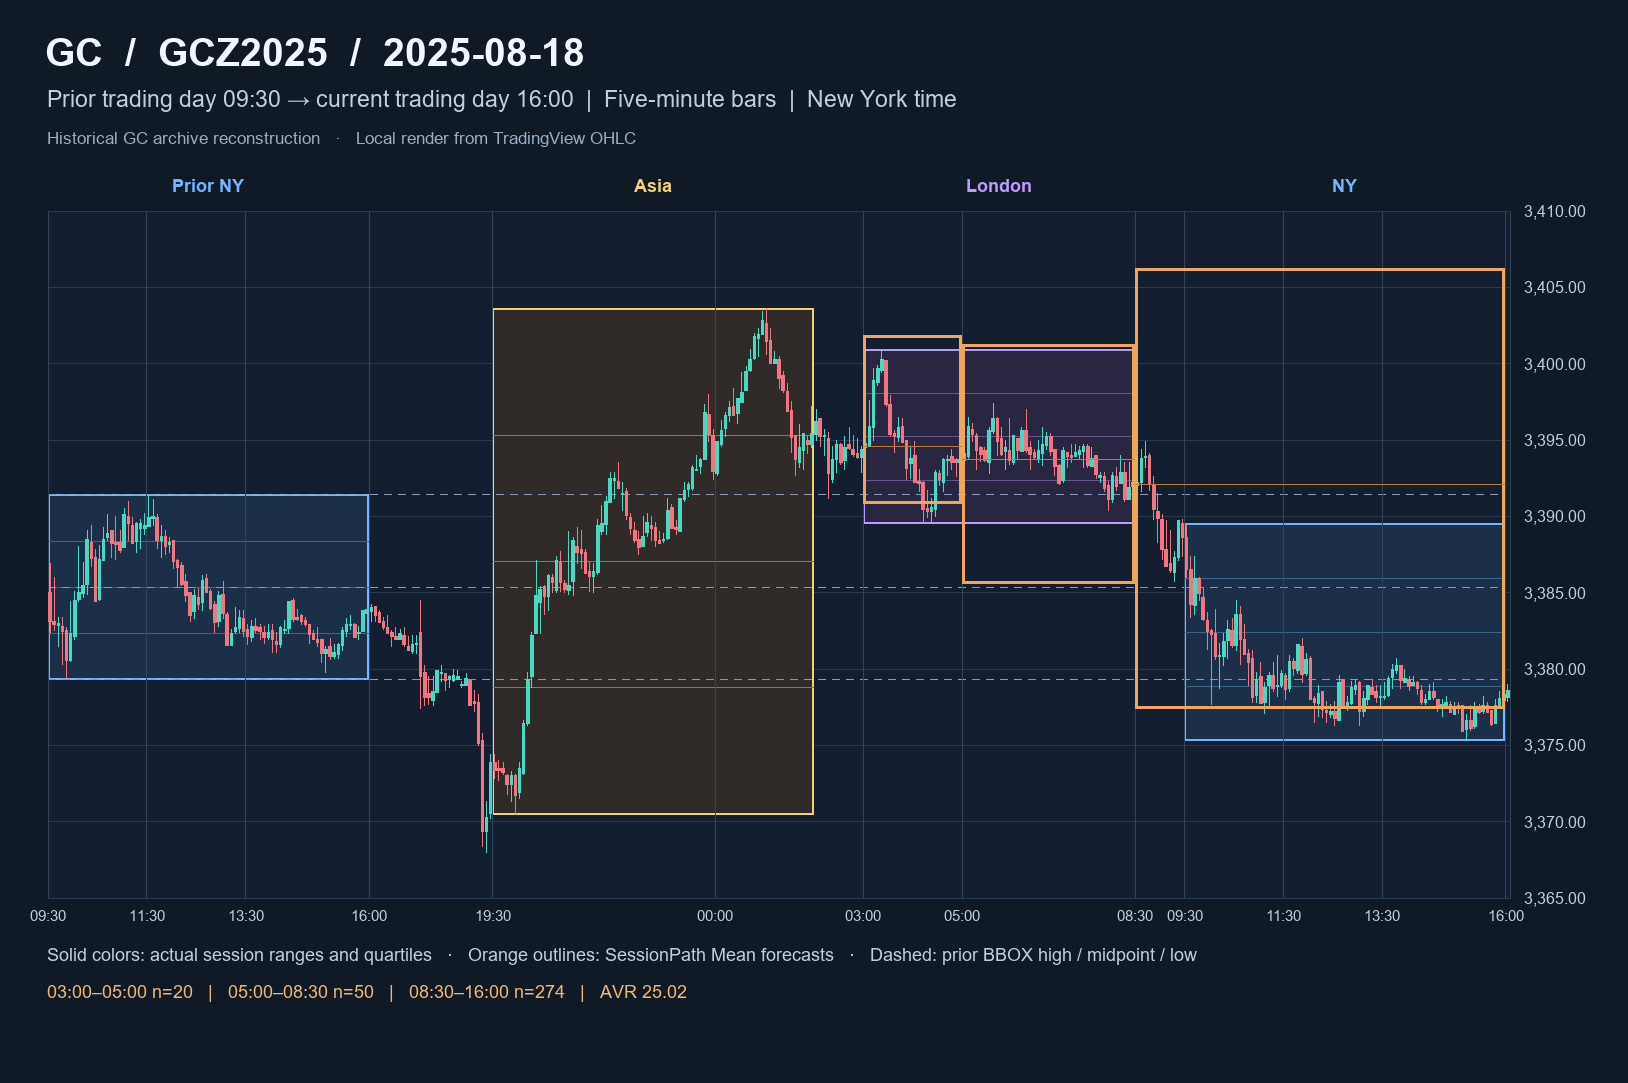 GC / GCZ2025 / 2025-08-18
Prior trading day 09:30 → current trading day 16:00 | Five-minute bars | New York time
Historical GC archive reconstruction · Local render from TradingView OHLC
Prior NY
Asia
London
NY
3,410.00
3,405.00
3,400.00
3,395.00
3,390.00
3,385.00
3,380.00
3,375.00
3,370.00
3,365.00
09:30 11:30 13:30 16:00 19:30 00:00 03:00 05:00 08:30 09:30 11:30 13:30 16:00
Solid colors: actual session ranges and quartiles · Orange outlines: SessionPath Mean forecasts · Dashed: prior BBOX high / midpoint / low
03:00–05:00 n=20 | 05:00–08:30 n=50 | 08:30–16:00 n=274 | AVR 25.02